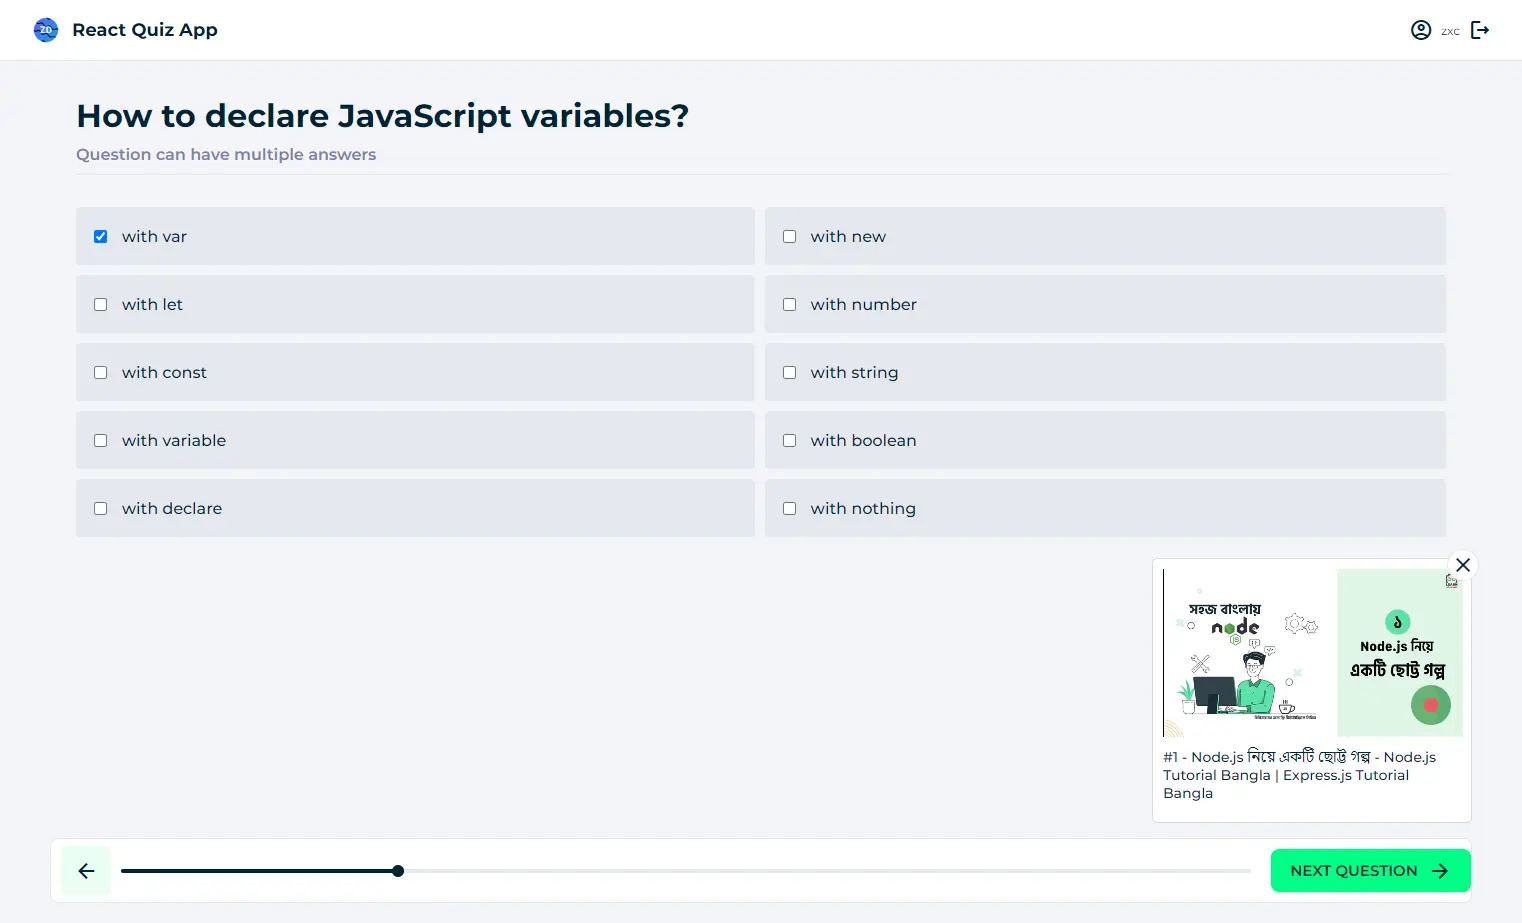 ZD
React Quiz App
zxc
How to declare JavaScript variables?
Question can have multiple answers
with var
with new
with let
with number
with const
with string
with variable
with boolean
with declare
with nothing
সহজ বাংলায়
node
JS
১
Node.js নিয়ে
একটি ছোট্ট গল্প
#1 - Node.js নিয়ে একটি ছোট্ট গল্প - Node.js
Tutorial Bangla | Express.js Tutorial
Bangla
NEXT QUESTION